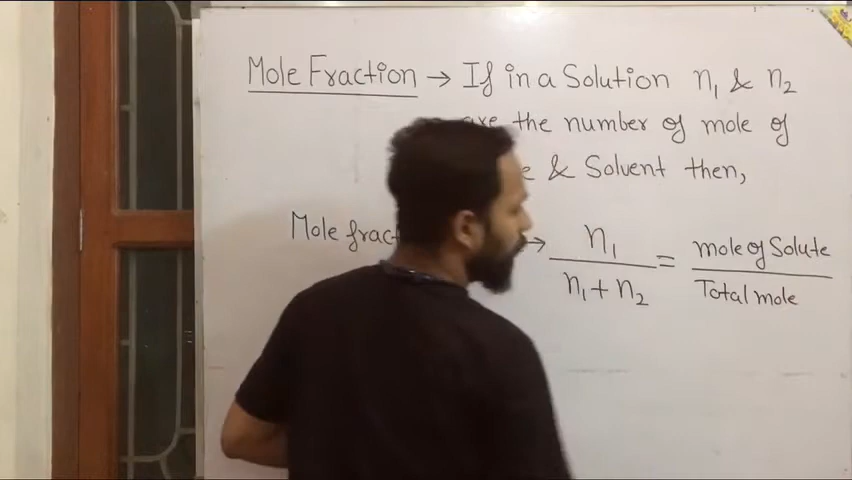 Mole Fraction → If in a Solution n₁ & n₂
are the number of mole of
& Solvent then,
Mole → n₁ / n₁ + n₂ = mole of Solute / Total mole